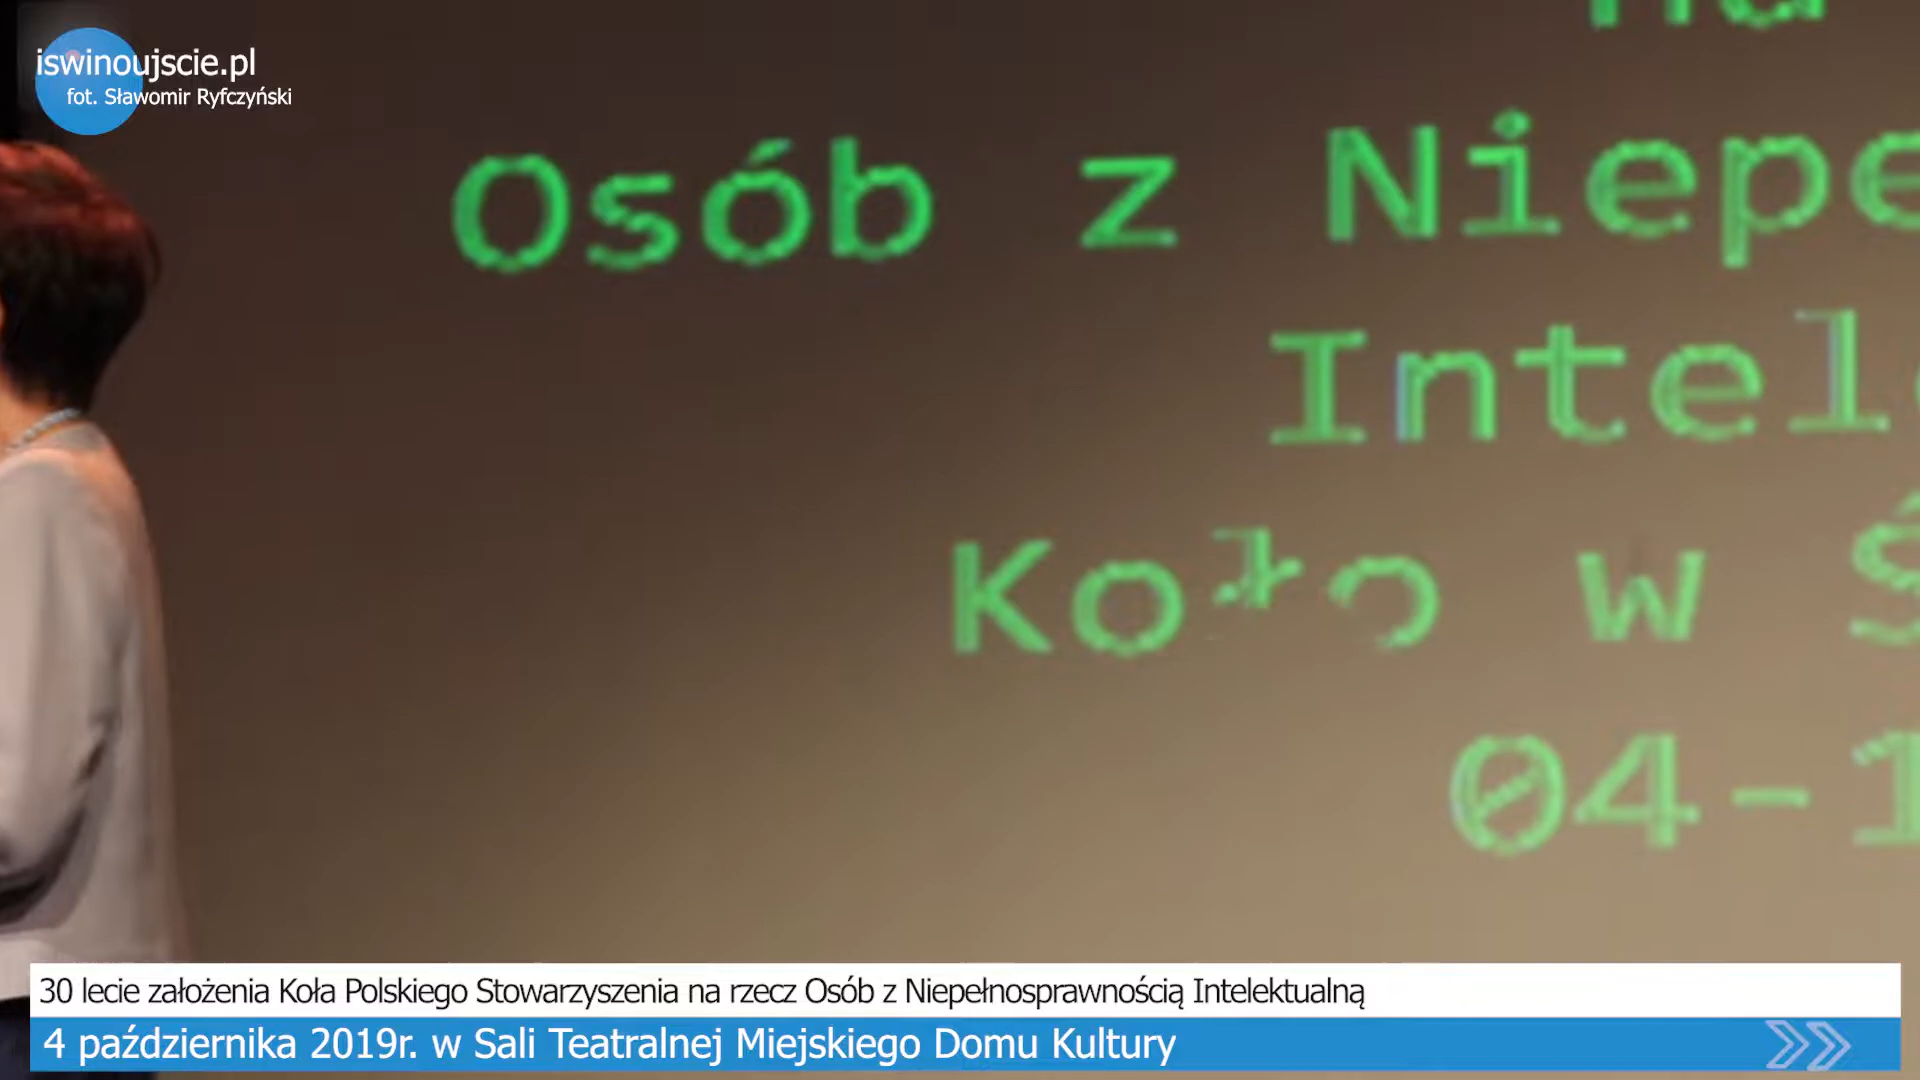 iswinoujscie.pl
fot. Sławomir Ryfczyński
na
Osób z Niepe
Intel
Koło w Ś
04-1
30 lecie założenia Koła Polskiego Stowarzyszenia na rzecz Osób z Niepełnosprawnością Intelektualną
4 października 2019r. w Sali Teatralnej Miejskiego Domu Kultury